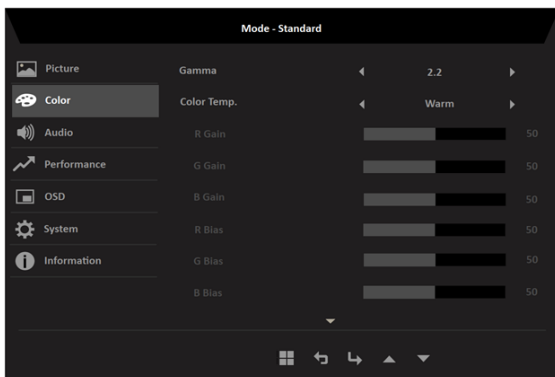 Mode - Standard
Picture
Gamma 2.2
Color
Color Temp. Warm
Audio
R Gain 50
Performance
G Gain 50
OSD
B Gain 50
System
R Bias 50
Information
G Bias 50
B Bias 50